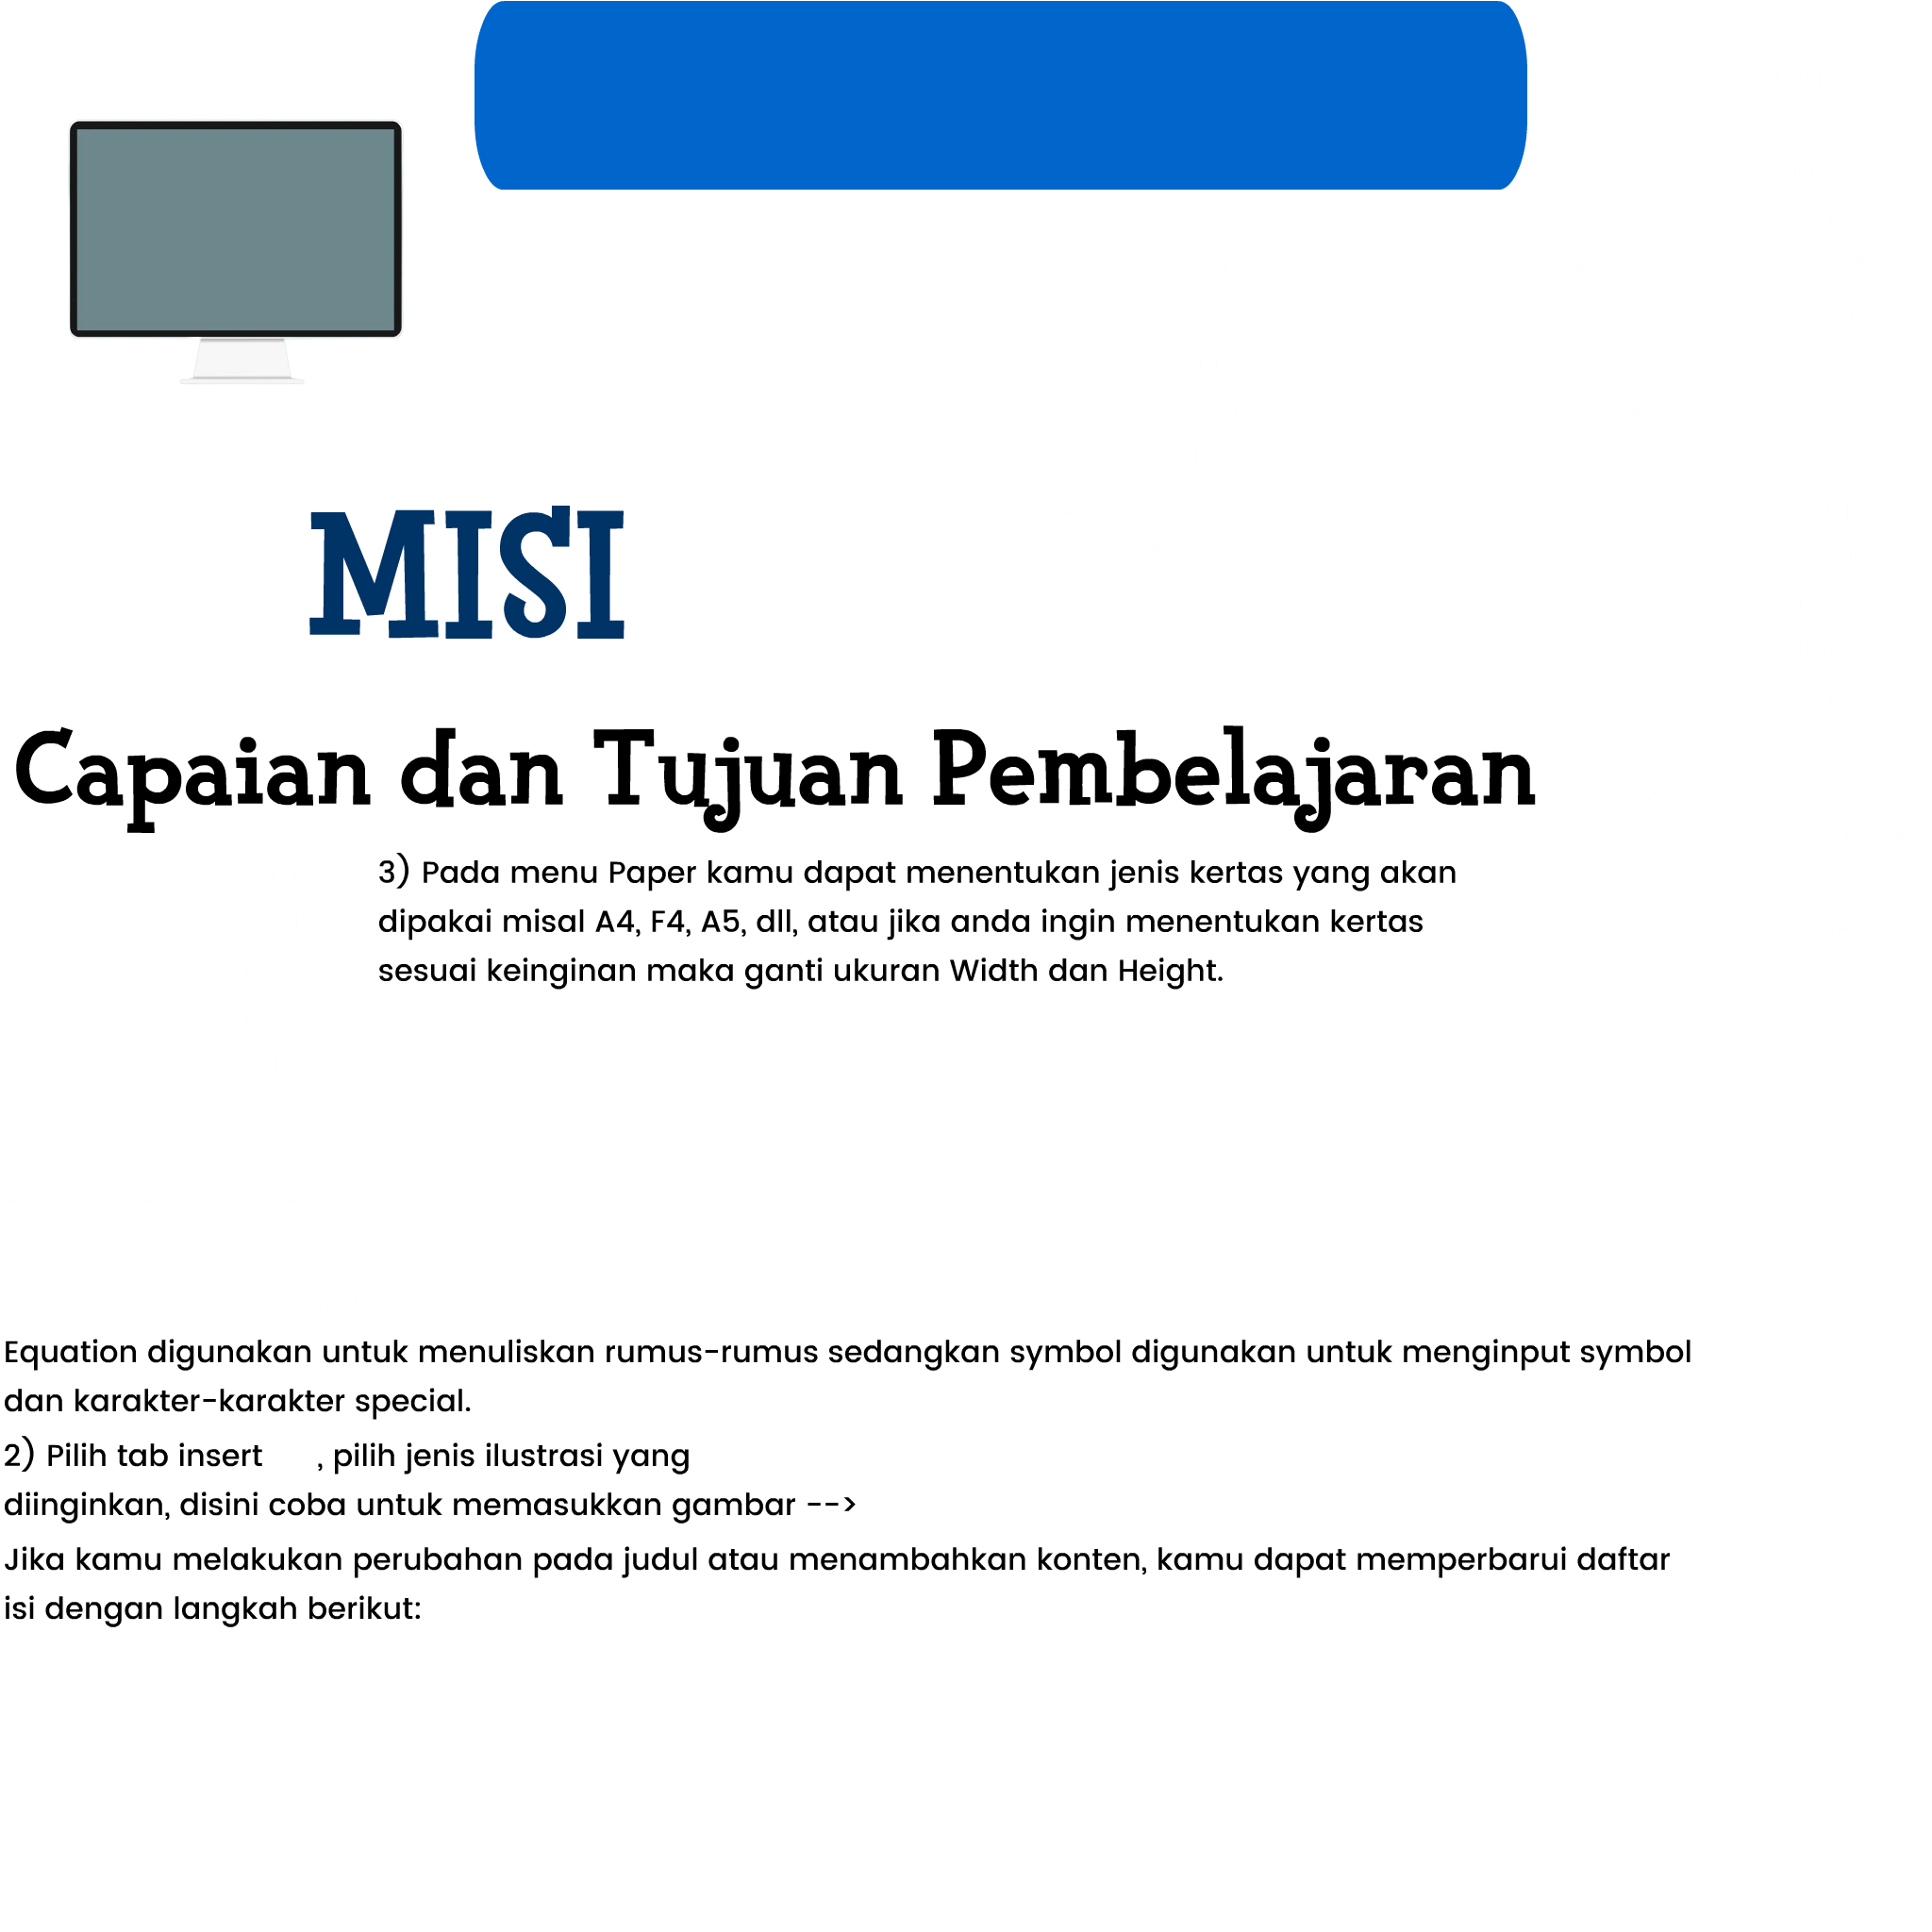 MISI
Capaian dan Tujuan Pembelajaran
3) Pada menu Paper kamu dapat menentukan jenis kertas yang akan
dipakai misal A4, F4, A5, dll, atau jika anda ingin menentukan kertas
sesuai keinginan maka ganti ukuran Width dan Height.
Equation digunakan untuk menuliskan rumus-rumus sedangkan symbol digunakan untuk menginput symbol
dan karakter-karakter special.
2) Pilih tab insert , pilih jenis ilustrasi yang
diinginkan, disini coba untuk memasukkan gambar -->
Jika kamu melakukan perubahan pada judul atau menambahkan konten, kamu dapat memperbarui daftar
isi dengan langkah berikut: